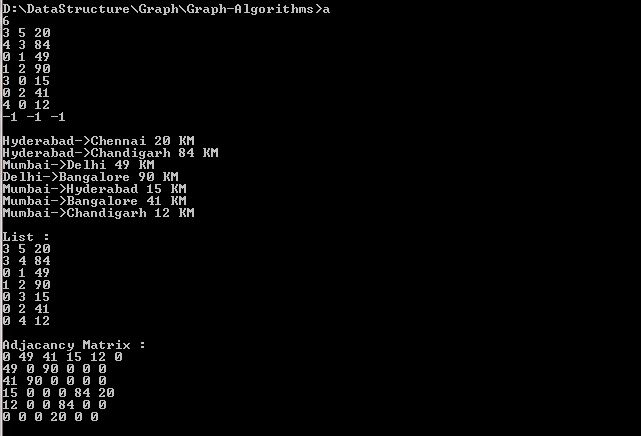 D:\DataStructure\Graph\Graph-Algorithms>a
6
3 5 20
4 3 84
0 1 49
1 2 90
3 0 15
0 2 41
4 0 12
-1 -1 -1
Hyderabad->Chennai 20 KM
Hyderabad->Chandigarh 84 KM
Mumbai->Delhi 49 KM
Delhi->Bangalore 90 KM
Mumbai->Hyderabad 15 KM
Mumbai->Bangalore 41 KM
Mumbai->Chandigarh 12 KM
List :
3 5 20
3 4 84
0 1 49
1 2 90
0 3 15
0 2 41
0 4 12
Adjacancy Matrix :
0 49 41 15 12 0
49 0 90 0 0 0
41 90 0 0 0 0
15 0 0 0 84 20
12 0 0 84 0 0
0 0 0 20 0 0